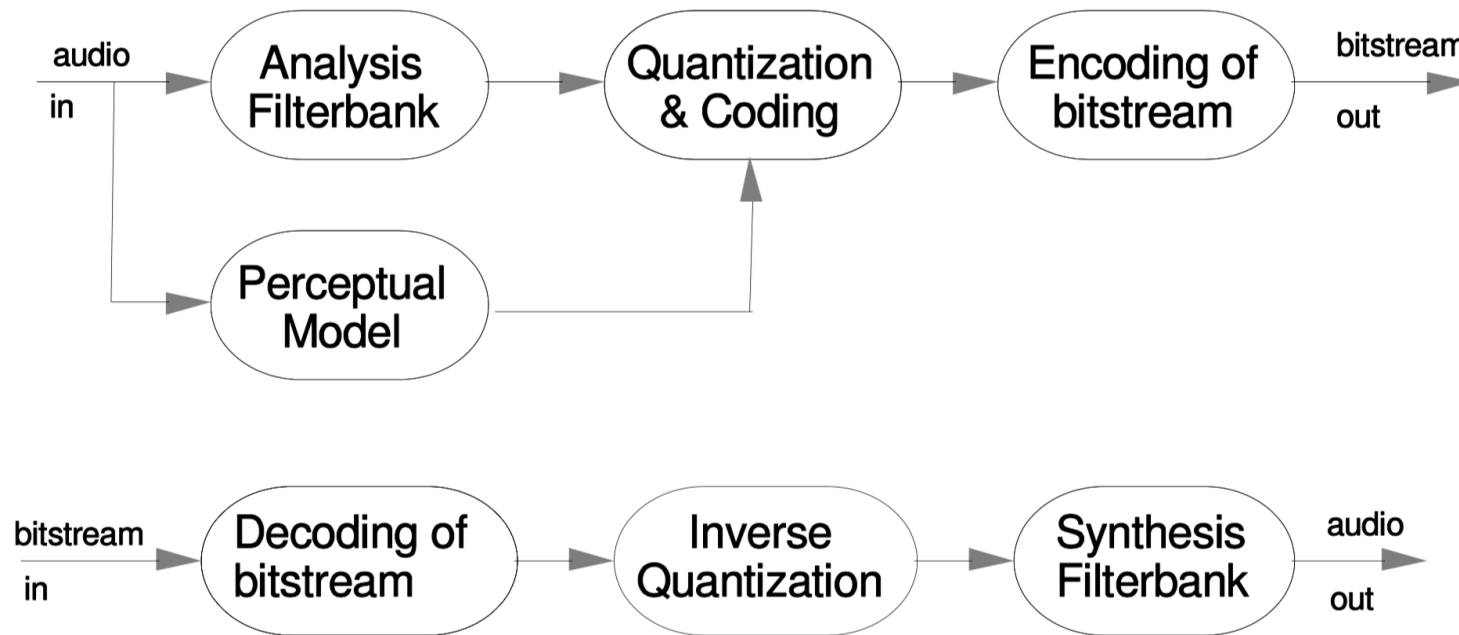 audio
in
Analysis
Filterbank
Quantization
& Coding
Encoding of
bitstream
bitstream
out
Perceptual
Model
bitstream
in
Decoding of
bitstream
Inverse
Quantization
Synthesis
Filterbank
audio
out